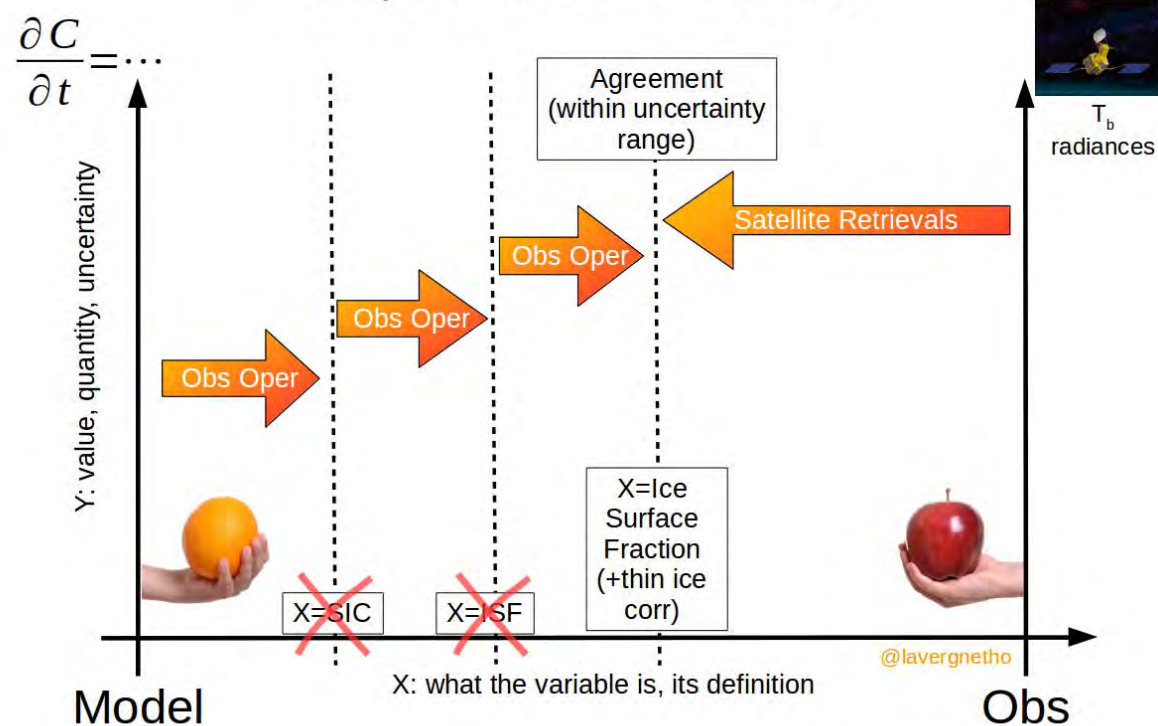 ∂C/∂t=⋯
Agreement
(within uncertainty
range)
T_b
radiances
Y: value, quantity, uncertainty
Satellite Retrievals
Obs Oper
Obs Oper
Obs Oper
X=Ice
Surface
Fraction
(+thin ice
corr)
X=SIC
X=ISF
@lavergnetho
X: what the variable is, its definition
Model
Obs